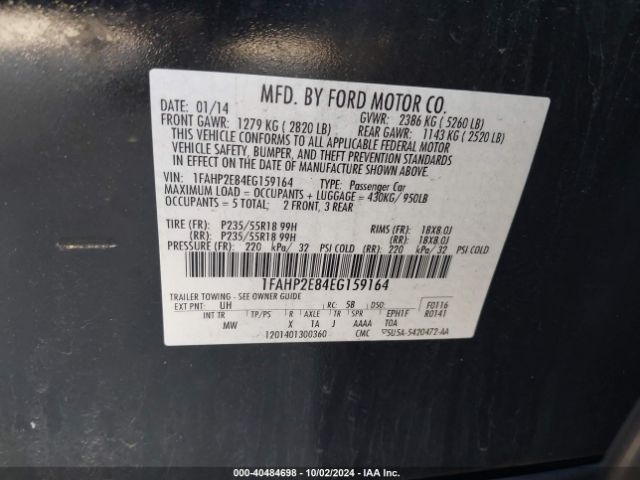 MFD. BY FORD MOTOR CO.
DATE: 01/14 GVWR: 2386 KG ( 5260 LB)
FRONT GAWR: 1279 KG ( 2820 LB) REAR GAWR: 1143 KG ( 2520 LB)
THIS VEHICLE CONFORMS TO ALL APPLICABLE FEDERAL MOTOR
VEHICLE SAFETY, BUMPER, AND THEFT PREVENTION STANDARDS
IN EFFECT ON THE DATE OF MANUFACTURE SHOWN ABOVE.
VIN: 1FAHP2E84EG159164 TYPE: Passenger Car
MAXIMUM LOAD = OCCUPANTS + LUGGAGE = 430KG/ 950LB
OCCUPANTS = 5 TOTAL: 2 FRONT, 3 REAR
TIRE (FR): P235/55R18 99H RIMS (FR): 18X8.0J
(RR): P235/55R18 99H (RR): 18X8.0J
PRESSURE (FR): 220 kPa/ 32 PSI COLD (RR): 220 kPa/ 32 PSI COLD
1FAHP2E84EG159164
TRAILER TOWING - SEE OWNER GUIDE
EXT PNT: UH RC: 5B DSO: F0116
INT TR TP/PS R AXLE TR SPR EPH1F R0141
MW X 1A J AAAA TOA
1201401300360 CMC 5U5A-5420472-AA
000-40484698 - 10/02/2024 - IAA Inc.